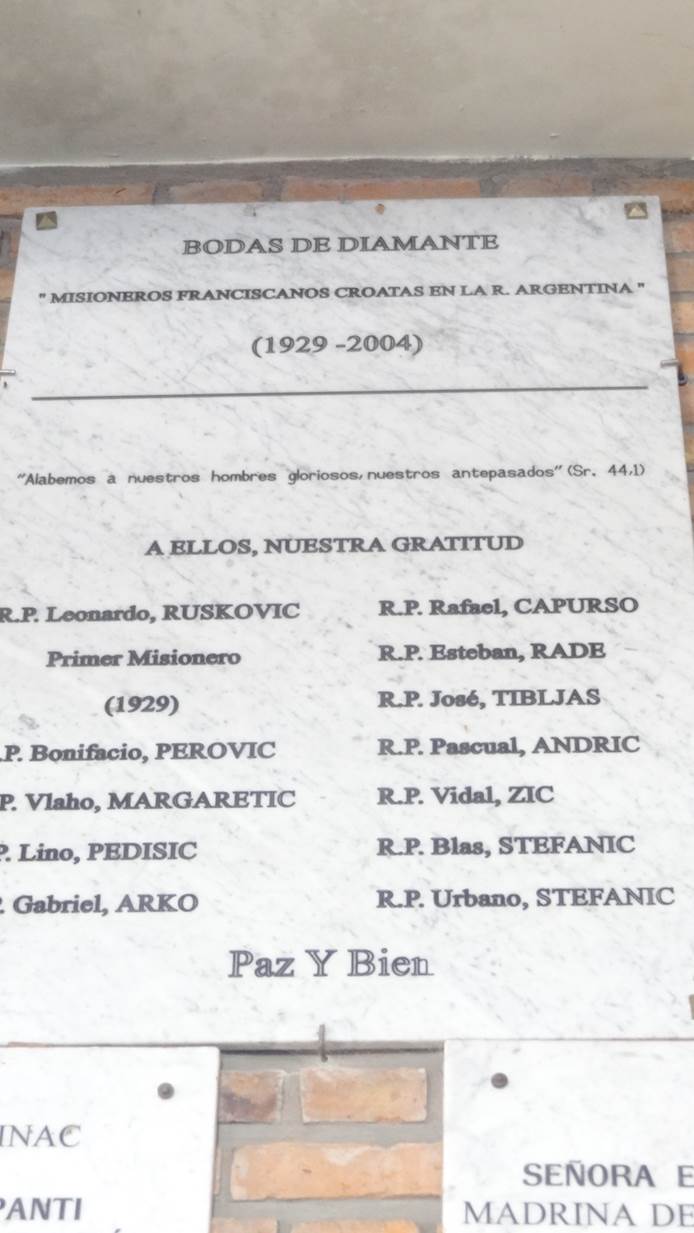 BODAS DE DIAMANTE
" MISIONEROS FRANCISCANOS CROATAS EN LA R. ARGENTINA "
(1929 -2004)
"Alabemos a nuestros hombres gloriosos,nuestros antepasados" (Sr. 44,1)
A ELLOS, NUESTRA GRATITUD
R.P. Leonardo, RUSKOVIC
Primer Misionero
(1929)
.P. Bonifacio, PEROVIC
P. Vlaho, MARGARETIC
P. Lino, PEDISIC
Gabriel, ARKO
R.P. Rafael, CAPURSO
R.P. Esteban, RADE
R.P. José, TIBLJAS
R.P. Pascual, ANDRIC
R.P. Vidal, ZIC
R.P. Blas, STEFANIC
R.P. Urbano, STEFANIC
Paz Y Bien
INAC
PANTI
SEÑORA E
MADRINA DE